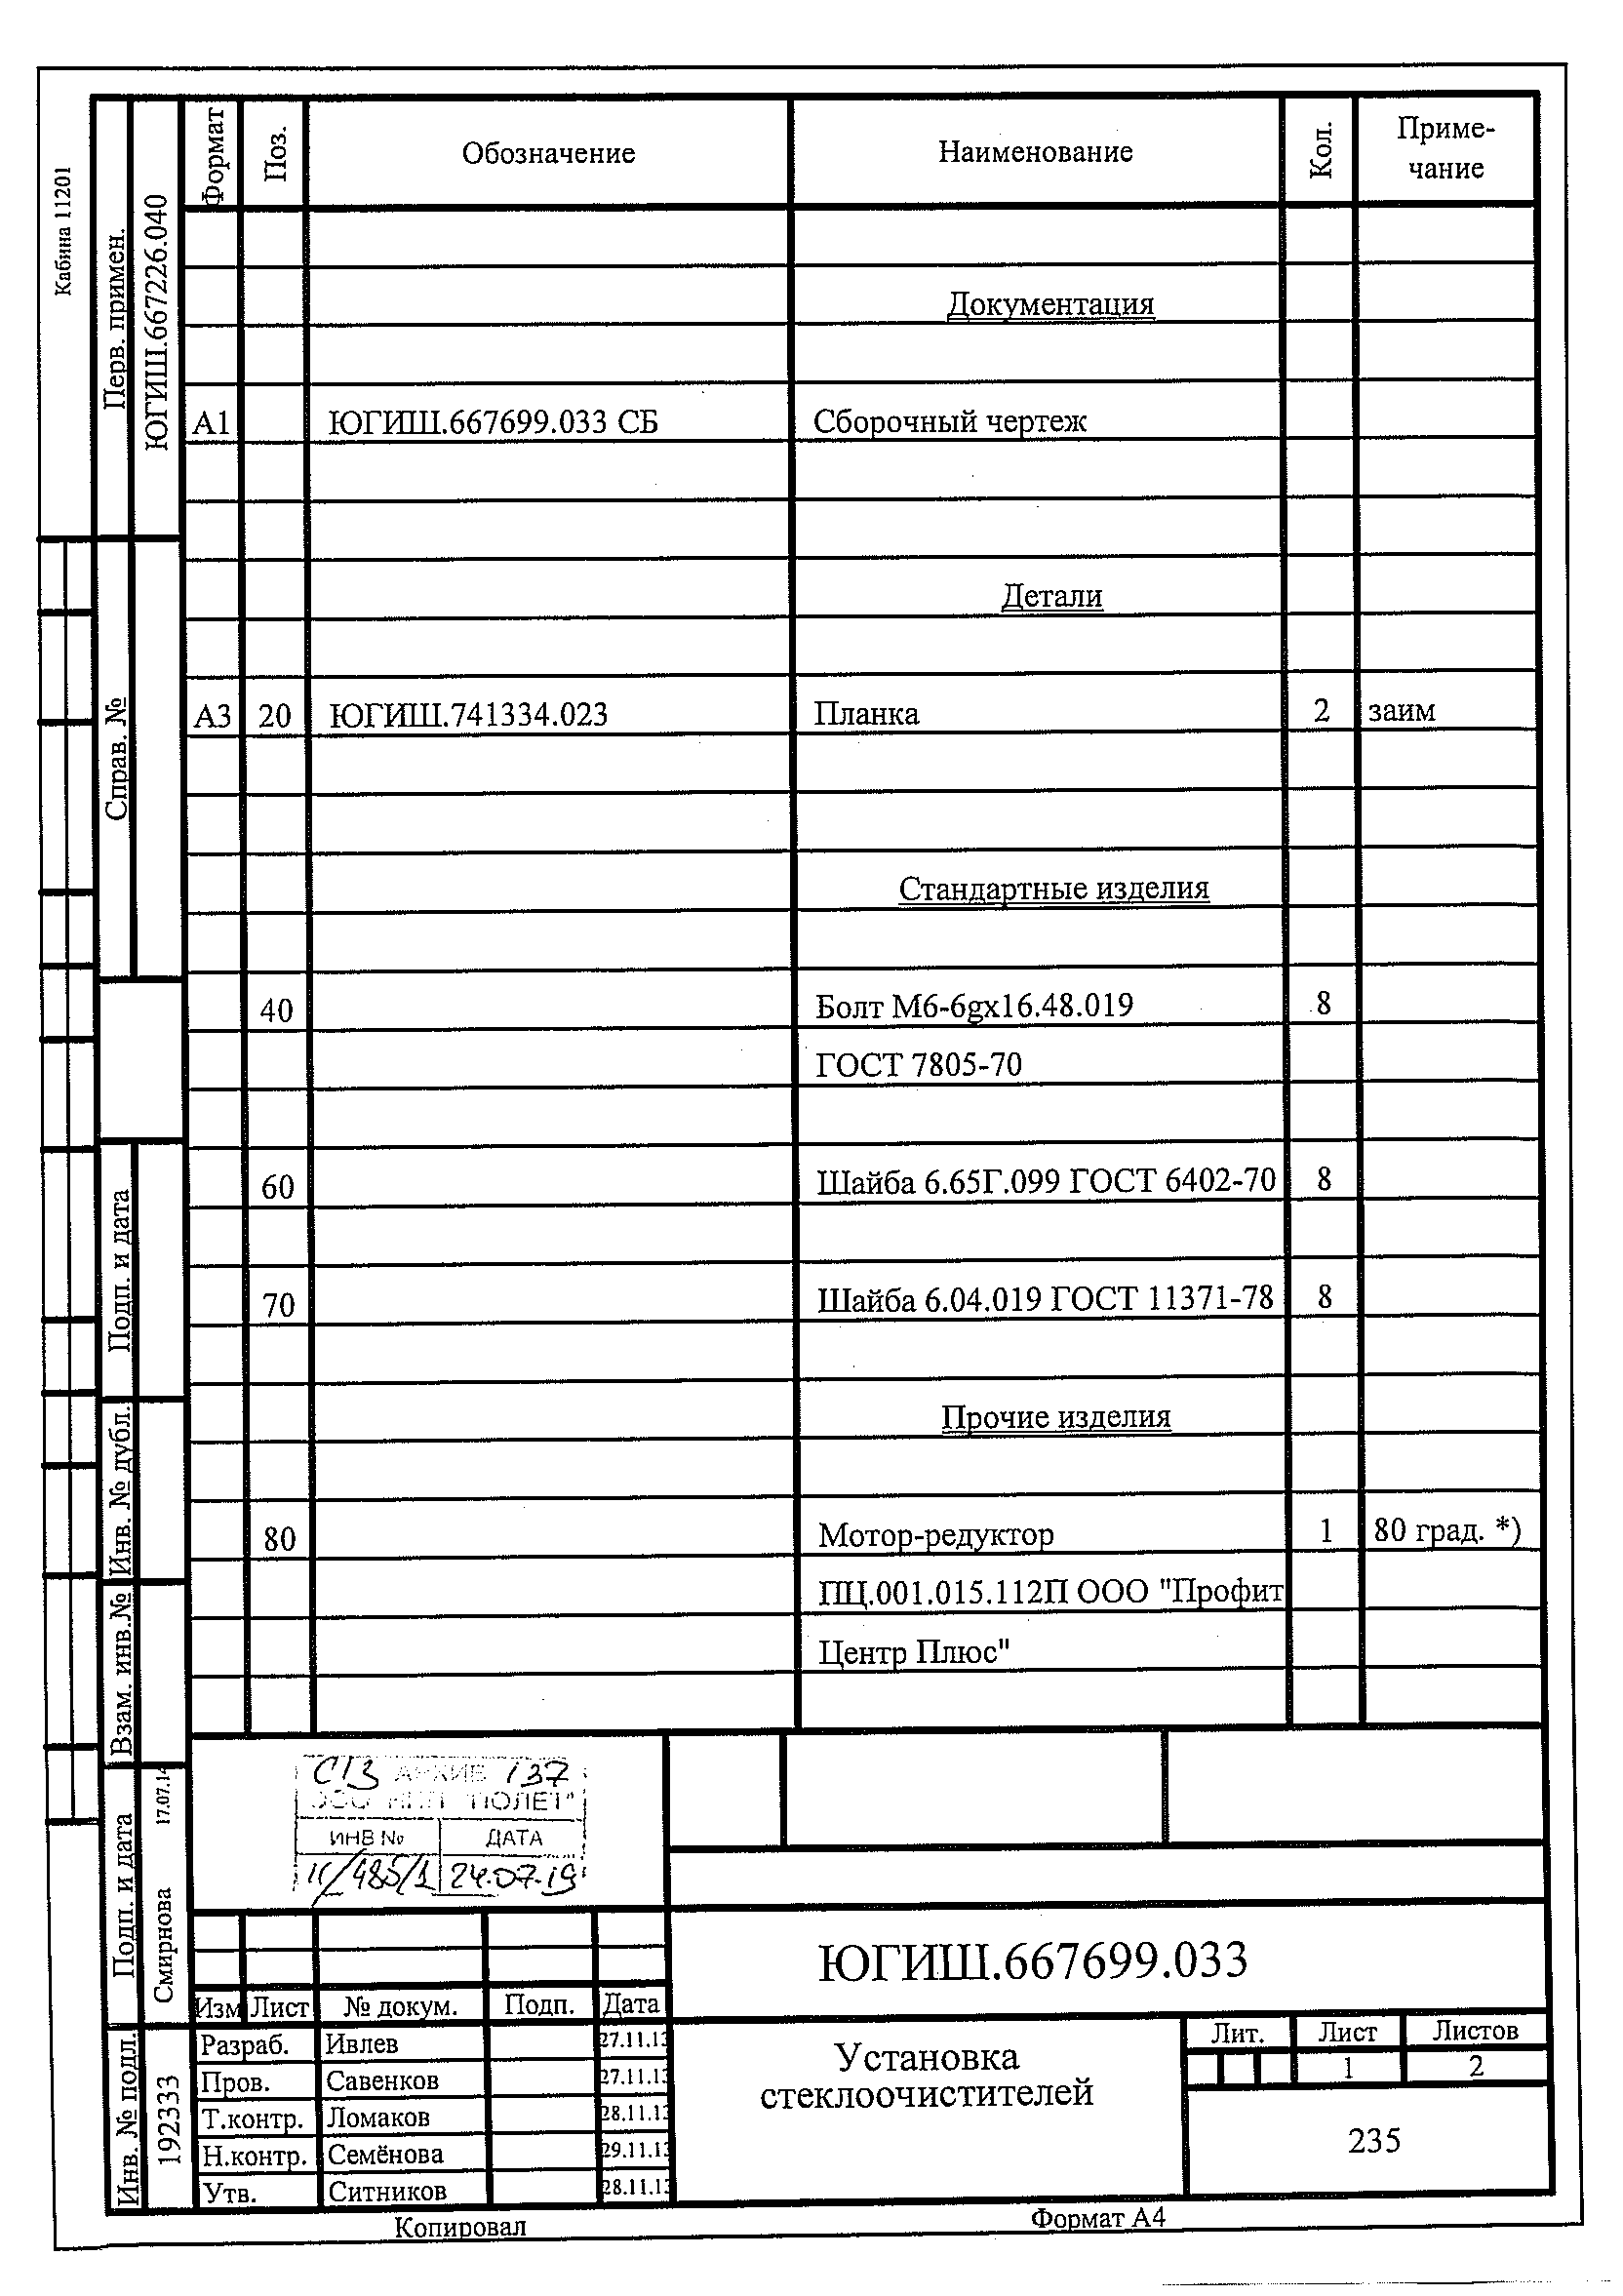 Кабина 11201
Перв. примен.
ЮГИШ.667226.040
Справ. №
Подп. и дата
Инв. № дубл.
Взам. инв.№
Подп. и дата
Смирнова 17.07.14
Инв. № подл.
192333
Формат Поз. Обозначение Наименование Кол. Приме-
чание
Документация
А1 ЮГИШ.667699.033 СБ Сборочный чертеж
Детали
А3 20 ЮГИШ.741334.023 Планка 2 заим
Стандартные изделия
40 Болт М6-6gx16.48.019 8
ГОСТ 7805-70
60 Шайба 6.65Г.099 ГОСТ 6402-70 8
70 Шайба 6.04.019 ГОСТ 11371-78 8
Прочие изделия
80 Мотор-редуктор 1 80 град. *)
ПЦ.001.015.112П ООО "Профит
Центр Плюс"
АРХИВ 137
ООО НПП "ПОЛЕТ"
ИНВ № ДАТА
24.07.19
ЮГИШ.667699.033
Изм Лист № докум. Подп. Дата
Разраб. Ивлев 27.11.13
Пров. Савенков 27.11.13
Т.контр. Ломаков 28.11.13
Н.контр. Семёнова 29.11.13
Утв. Ситников 28.11.13
Установка
стеклоочистителей
Лит. Лист Листов
1 2
235
Копировал Формат А4